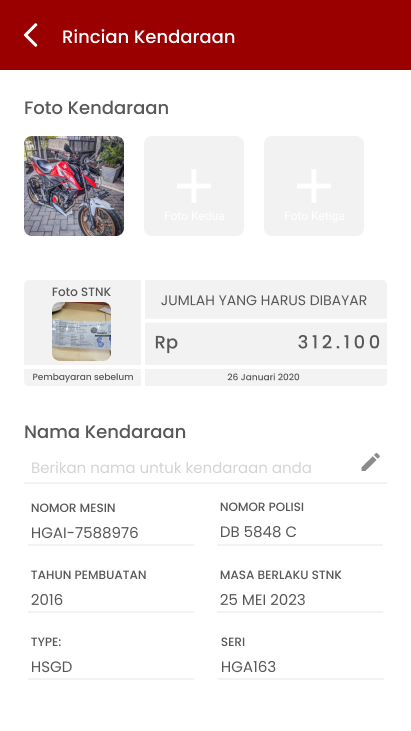 Rincian Kendaraan
Foto Kendaraan
Foto Kedua
Foto Ketiga
Foto STNK
JUMLAH YANG HARUS DIBAYAR
Rp 312.100
Pembayaran sebelum
26 Januari 2020
Nama Kendaraan
Berikan nama untuk kendaraan anda
NOMOR MESIN
HGAI-7588976
NOMOR POLISI
DB 5848 C
TAHUN PEMBUATAN
2016
MASA BERLAKU STNK
25 MEI 2023
TYPE:
HSGD
SERI
HGA163